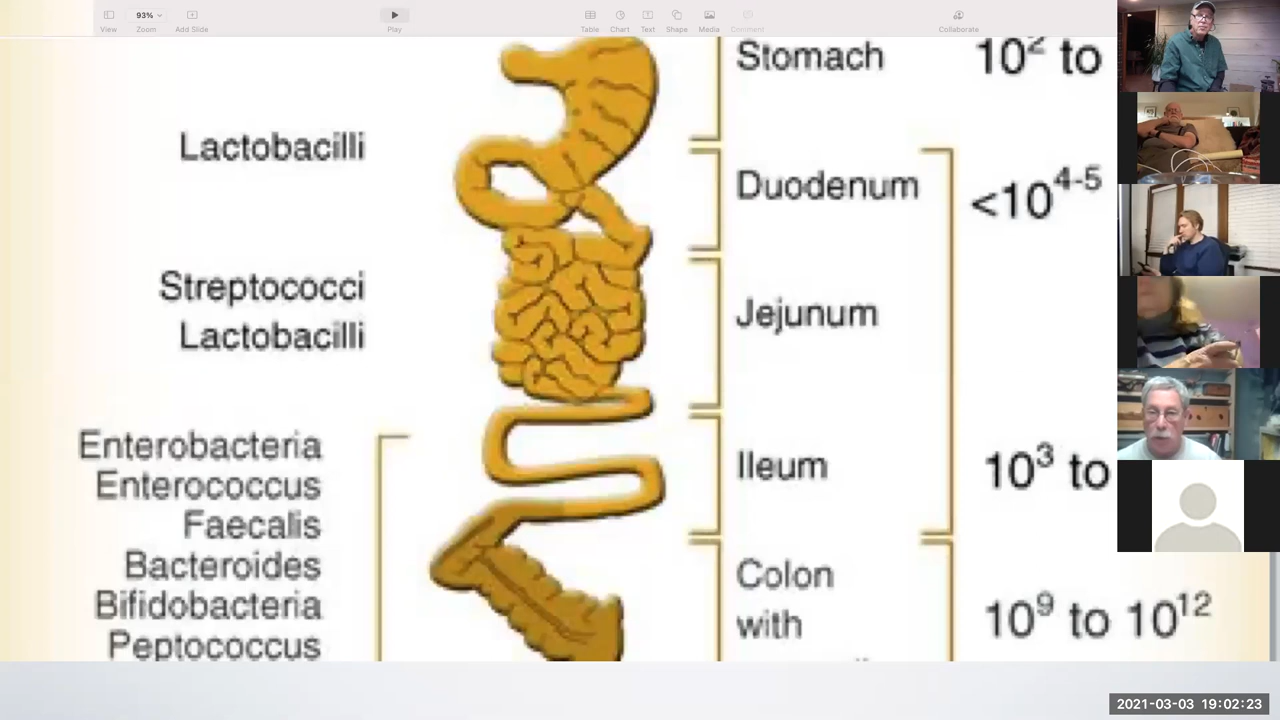 93%
View
Zoom
Add Slide
Play
Table
Chart
Text
Shape
Media
Comment
Collaborate
Stomach
10² to
Lactobacilli
Duodenum
<10⁴⁻⁵
Streptococci
Lactobacilli
Jejunum
Enterobacteria
Enterococcus
Faecalis
Bacteroides
Bifidobacteria
Peptococcus
Ileum
10³ to
Colon
with
10⁹ to 10¹²
2021-03-03 19:02:23